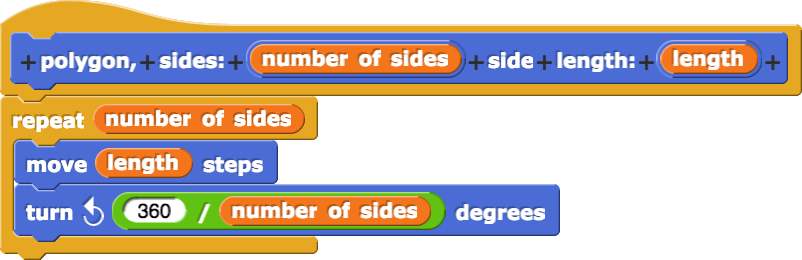 + polygon, + sides: + number of sides + side + length: + length +
repeat number of sides
move length steps
turn 360 / number of sides degrees